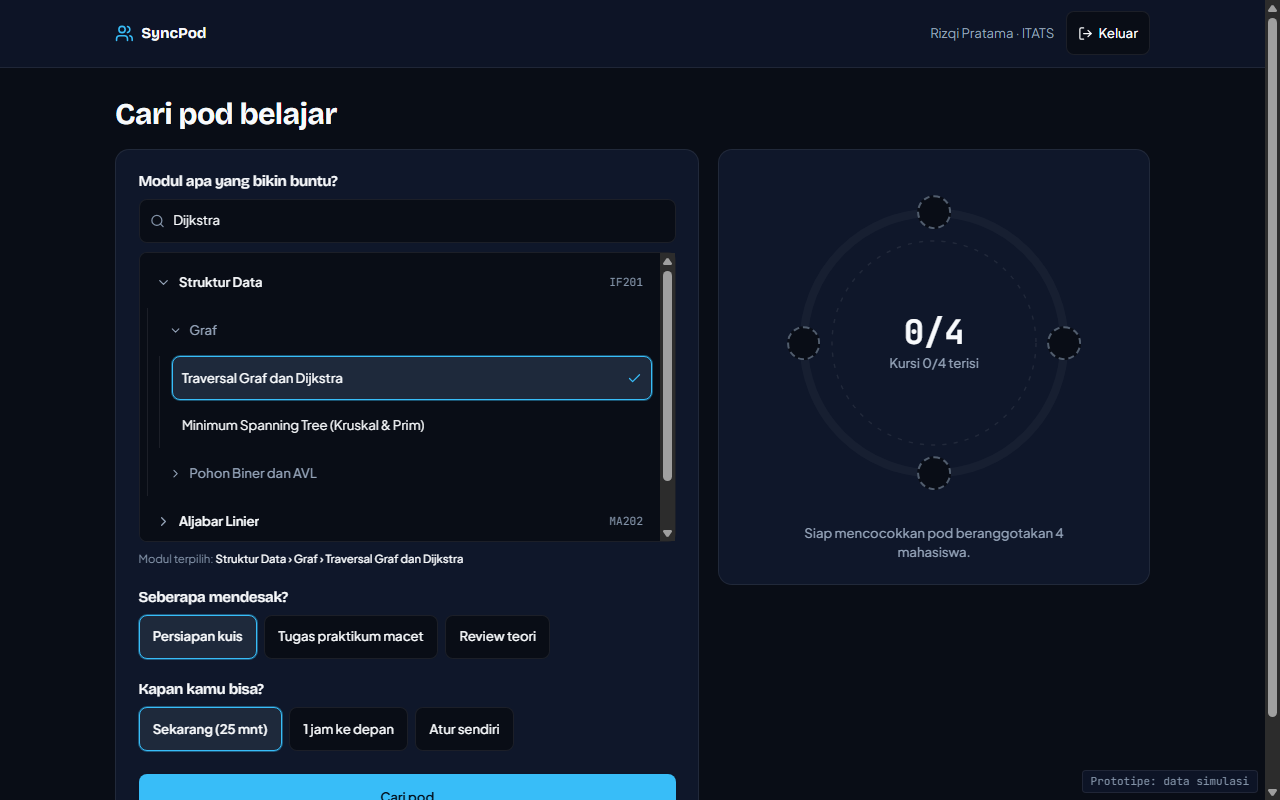 SyncPod
Rizqi Pratama · ITATS
Keluar
Cari pod belajar
Modul apa yang bikin buntu?
Dijkstra
Struktur Data
IF201
Graf
Traversal Graf dan Dijkstra
Minimum Spanning Tree (Kruskal & Prim)
Pohon Biner dan AVL
Aljabar Linier
MA202
Modul terpilih: Struktur Data › Graf › Traversal Graf dan Dijkstra
Seberapa mendesak?
Persiapan kuis
Tugas praktikum macet
Review teori
Kapan kamu bisa?
Sekarang (25 mnt)
1 jam ke depan
Atur sendiri
Cari pod
0/4
Kursi 0/4 terisi
Siap mencocokkan pod beranggotakan 4
mahasiswa.
Prototipe: data simulasi